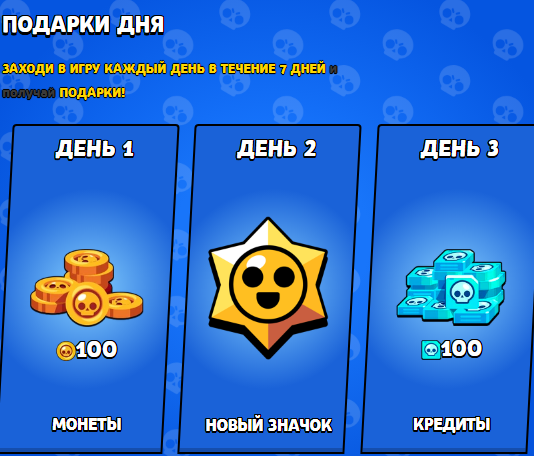 ПОДАРКИ ДНЯ
ЗАХОДИ В ИГРУ КАЖДЫЙ ДЕНЬ В ТЕЧЕНИЕ 7 ДНЕЙ и
получай ПОДАРКИ!
ДЕНЬ 1
ДЕНЬ 2
ДЕНЬ 3
100
100
МОНЕТЫ
НОВЫЙ ЗНАЧОК
КРЕДИТЫ